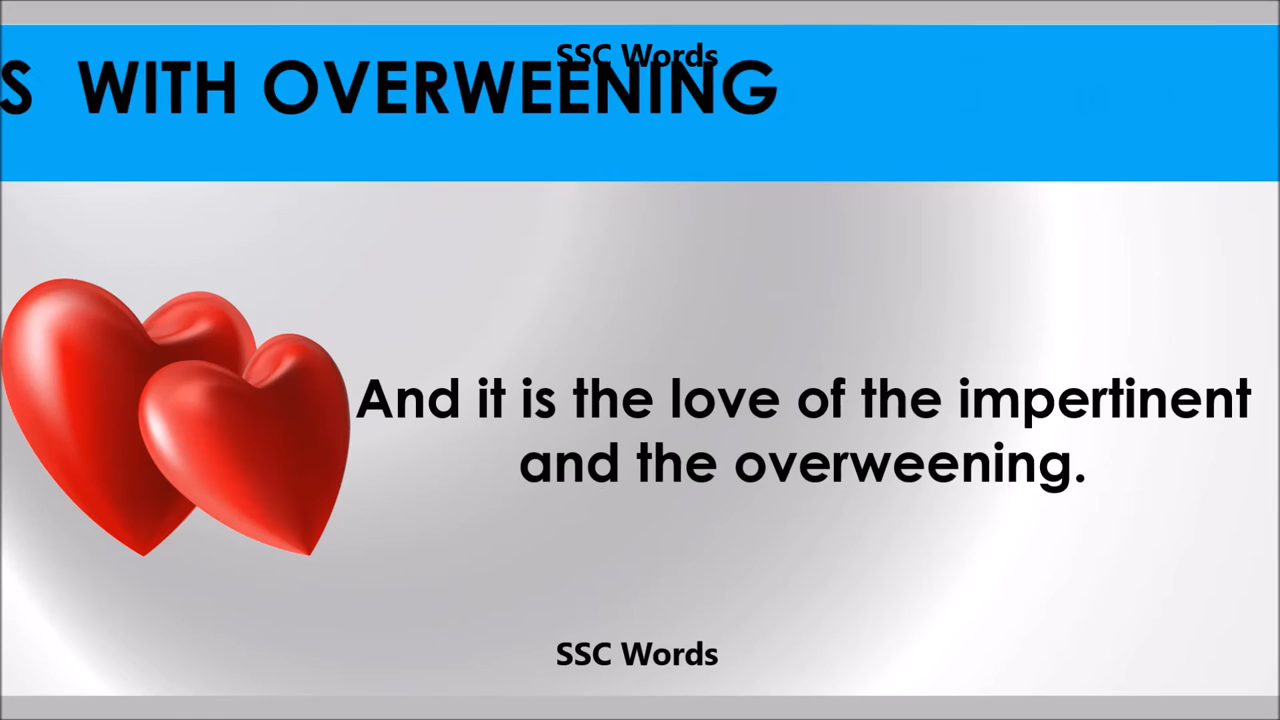 SSC Words
S WITH OVERWEENING
And it is the love of the impertinent
and the overweening.
SSC Words